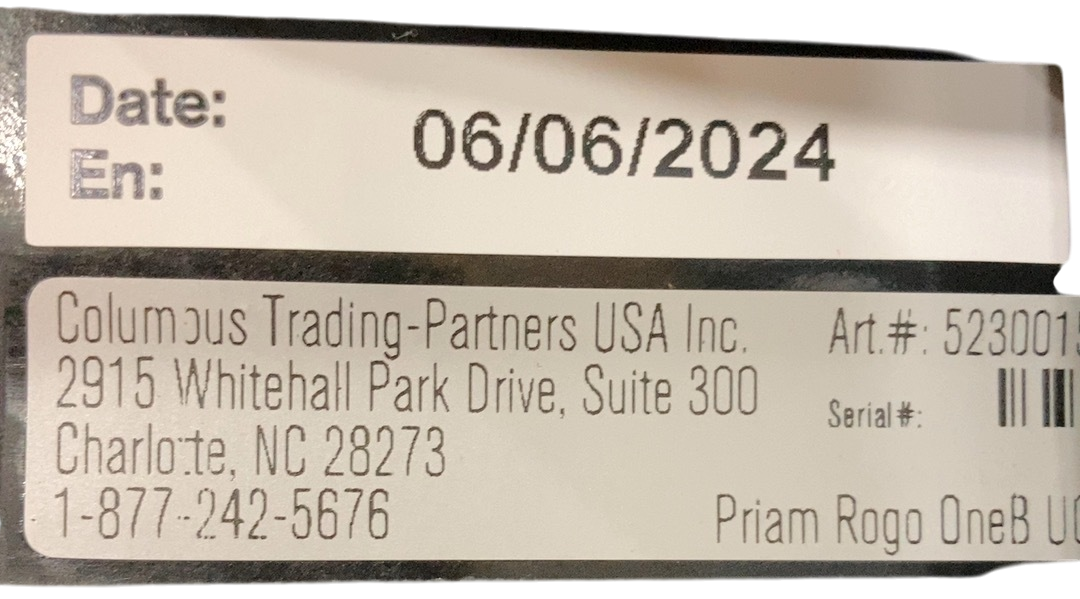 Date:
En:
06/06/2024
Columbus Trading-Partners USA Inc.
2915 Whitehall Park Drive, Suite 300
Charlotte, NC 28273
1-877-242-5676
Art.#:
Serial #:
Priam Rogo OneB